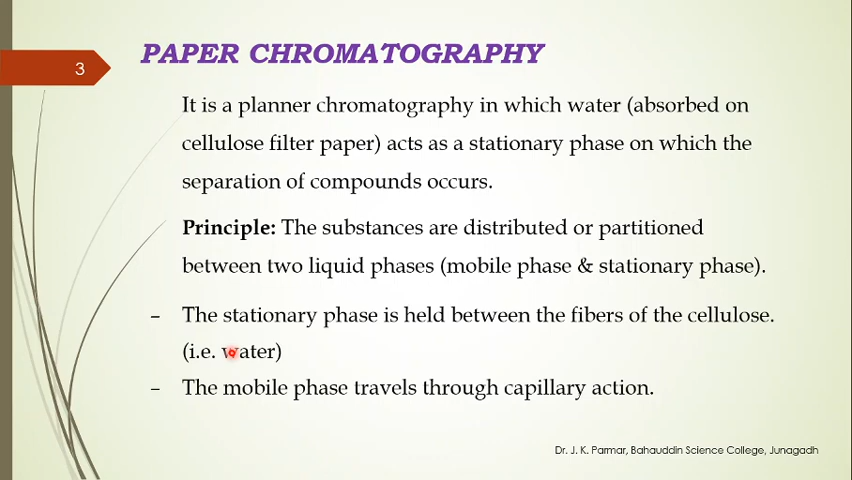 PAPER CHROMATOGRAPHY
3
It is a planner chromatography in which water (absorbed on
cellulose filter paper) acts as a stationary phase on which the
separation of compounds occurs.
Principle: The substances are distributed or partitioned
between two liquid phases (mobile phase & stationary phase).
– The stationary phase is held between the fibers of the cellulose.
(i.e. water)
– The mobile phase travels through capillary action.
Dr. J. K. Parmar, Bahauddin Science College, Junagadh